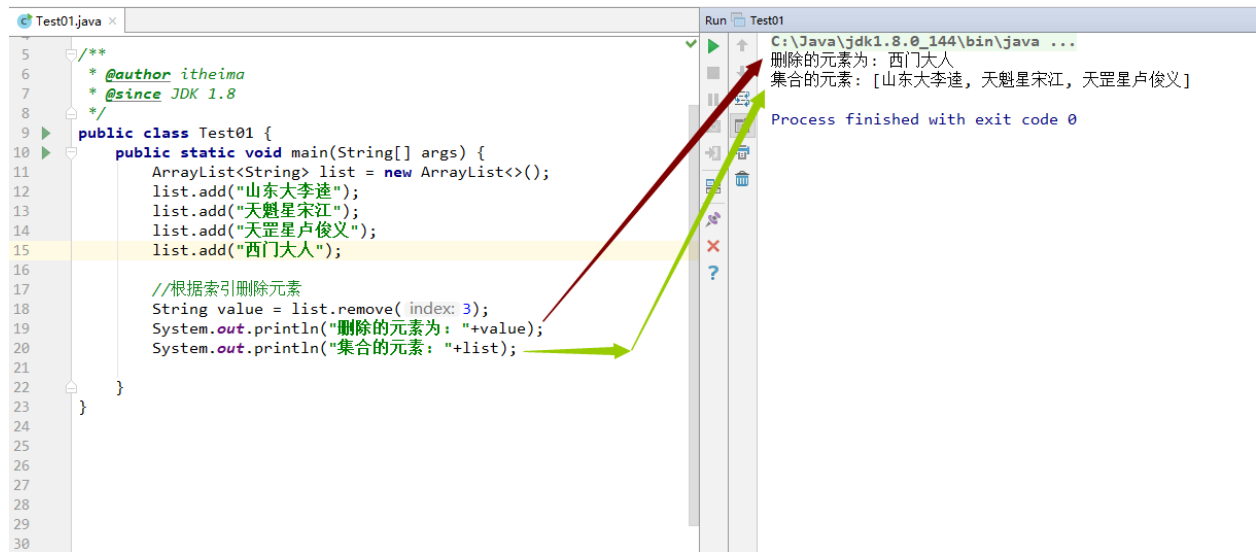 Test01.java
Run Test01
4
5 /**
6 * @author itheima
7 * @since JDK 1.8
8 */
9 public class Test01 {
10 public static void main(String[] args) {
11 ArrayList<String> list = new ArrayList<>();
12 list.add("山东大李逵");
13 list.add("天魁星宋江");
14 list.add("天罡星卢俊义");
15 list.add("西门大人");
16
17 //根据索引删除元素
18 String value = list.remove( index: 3);
19 System.out.println("删除的元素为: "+value);
20 System.out.println("集合的元素: "+list);
21
22 }
23 }
24
25
26
27
28
29
30
C:\Java\jdk1.8.0_144\bin\java ...
删除的元素为: 西门大人
集合的元素: [山东大李逵, 天魁星宋江, 天罡星卢俊义]
Process finished with exit code 0